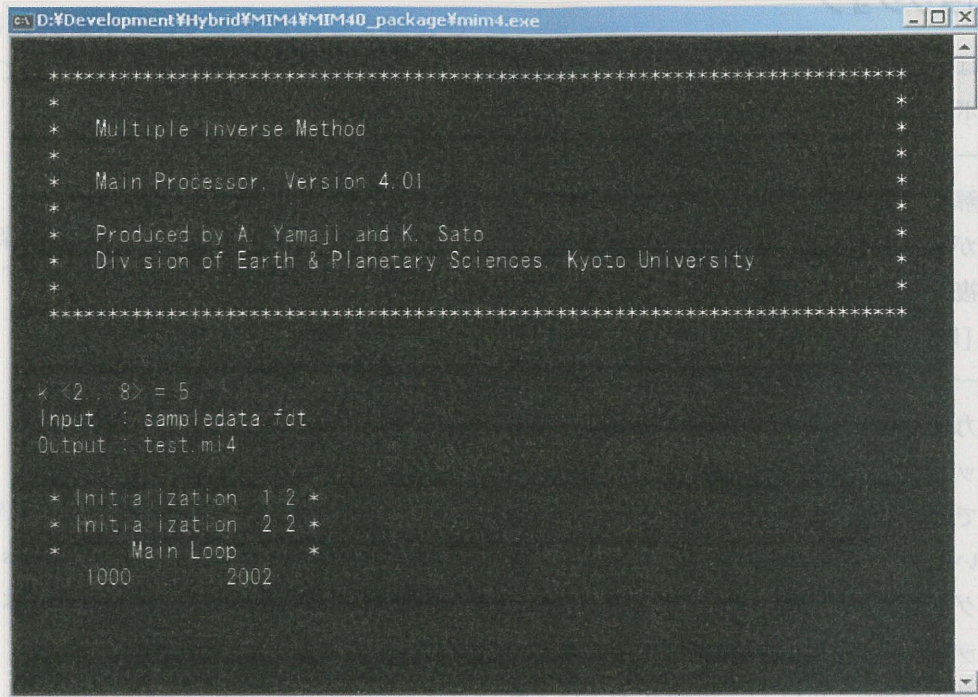 D:¥Development¥Hybrid¥MIM4¥MIM40_package¥mim4.exe
************************************************************************************
* *
* Multiple Inverse Method *
* *
* Main Processor, Version 4.01 *
* *
* Produced by A. Yamaji and K. Sato *
* Division of Earth & Planetary Sciences, Kyoto University *
* *
************************************************************************************
k <2...8> = 5
Input : sampledata.fdt
Output : test.mi4
* Initialization 1/2 *
* Initialization 2/2 *
* Main Loop *
1000 2002